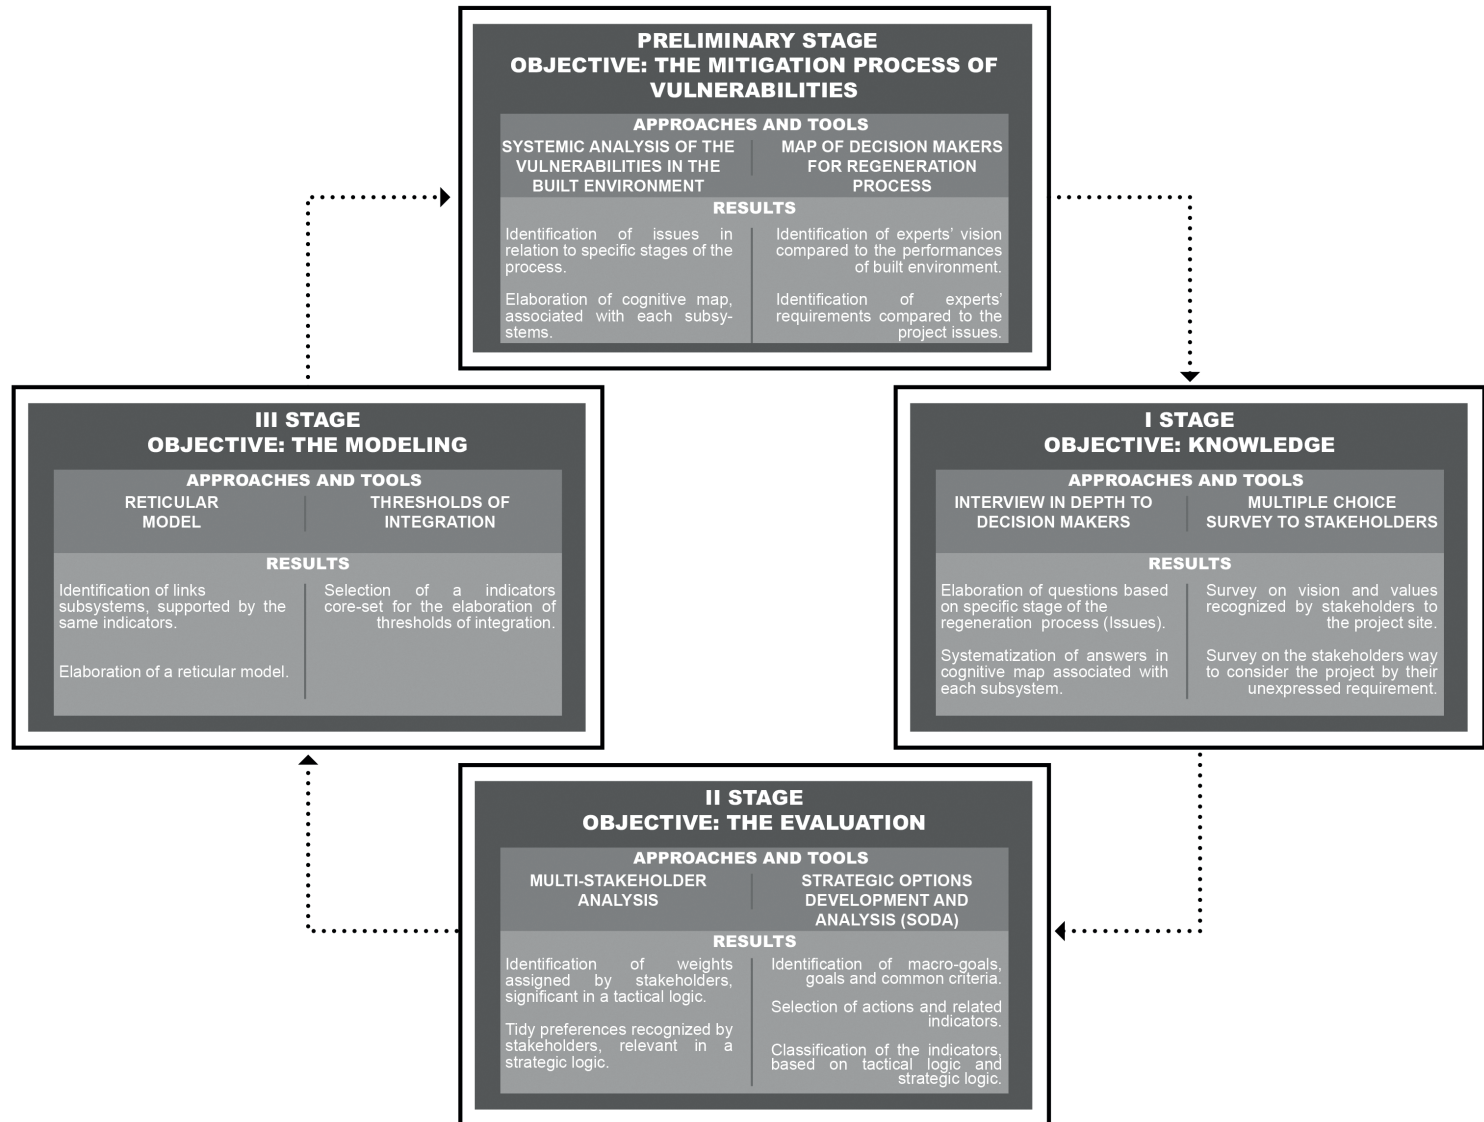 PRELIMINARY STAGE
OBJECTIVE: THE MITIGATION PROCESS OF
VULNERABILITIES
APPROACHES AND TOOLS
SYSTEMIC ANALYSIS OF THE
VULNERABILITIES IN THE
BUILT ENVIRONMENT
MAP OF DECISION MAKERS
FOR REGENERATION
PROCESS
RESULTS
Identification of issues in
relation to specific stages of the
process.
Elaboration of cognitive map,
associated with each subsy-
stems.
Identification of experts' vision
compared to the performances
of built environment.
Identification of experts'
requirements compared to the
project issues.
III STAGE
OBJECTIVE: THE MODELING
APPROACHES AND TOOLS
RETICULAR
MODEL
THRESHOLDS OF
INTEGRATION
RESULTS
Identification of links
subsystems, supported by the
same indicators.
Elaboration of a reticular model.
Selection of a indicators
core-set for the elaboration of
thresholds of integration.
I STAGE
OBJECTIVE: KNOWLEDGE
APPROACHES AND TOOLS
INTERVIEW IN DEPTH TO
DECISION MAKERS
MULTIPLE CHOICE
SURVEY TO STAKEHOLDERS
RESULTS
Elaboration of questions based
on specific stage of the
regeneration process (Issues).
Systematization of answers in
cognitive map associated with
each subsystem.
Survey on vision and values
recognized by stakeholders to
the project site.
Survey on the stakeholders way
to consider the project by their
unexpressed requirement.
II STAGE
OBJECTIVE: THE EVALUATION
APPROACHES AND TOOLS
MULTI-STAKEHOLDER
ANALYSIS
STRATEGIC OPTIONS
DEVELOPMENT AND
ANALYSIS (SODA)
RESULTS
Identification of weights
assigned by stakeholders,
significant in a tactical logic.
Tidy preferences recognized by
stakeholders, relevant in a
strategic logic.
Identification of macro-goals,
goals and common criteria.
Selection of actions and related
indicators.
Classification of the indicators,
based on tactical logic and
strategic logic.